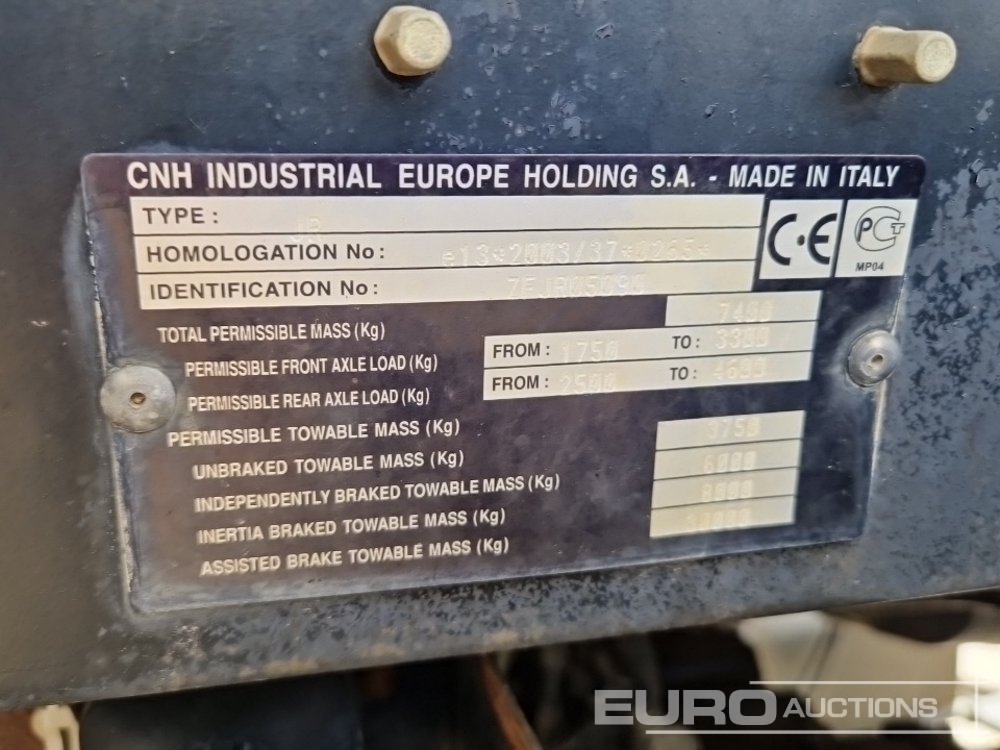 CNH INDUSTRIAL EUROPE HOLDING S.A. - MADE IN ITALY
TYPE : JR
HOMOLOGATION No : e13*2003/37*0265*
IDENTIFICATION No :
CE PCT
MP04
TOTAL PERMISSIBLE MASS (Kg) 7400
PERMISSIBLE FRONT AXLE LOAD (Kg) FROM : 1750 TO : 3300
PERMISSIBLE REAR AXLE LOAD (Kg) FROM : 2500 TO : 4600
PERMISSIBLE TOWABLE MASS (Kg)
UNBRAKED TOWABLE MASS (Kg) 3750
INDEPENDENTLY BRAKED TOWABLE MASS (Kg) 6000
INERTIA BRAKED TOWABLE MASS (Kg) 8000
ASSISTED BRAKE TOWABLE MASS (Kg)
EURO AUCTIONS